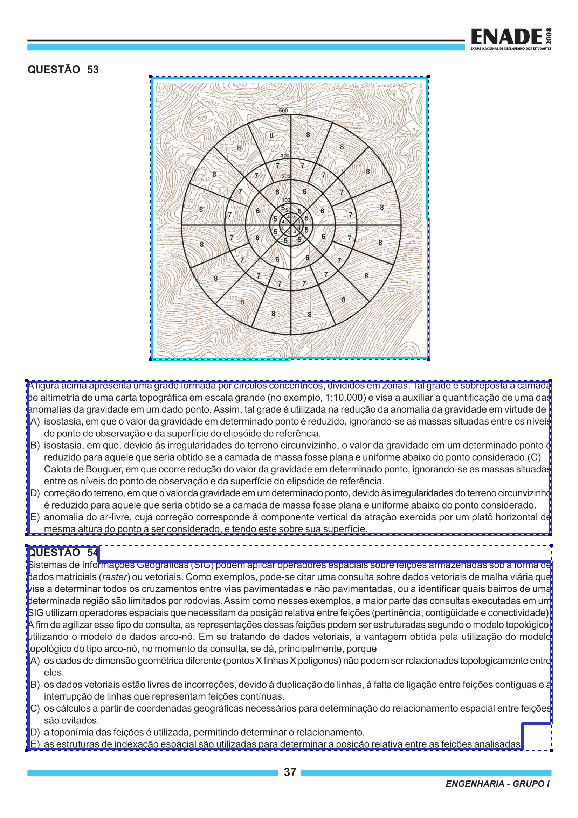 ENADE 2008
EXAME NACIONAL DE DESEMPENHO DOS ESTUDANTES
QUESTÃO 53
A figura acima apresenta uma grade formada por círculos concêntricos, divididos em zonas. Tal grade é sobreposta à camada
de altimetria de uma carta topográfica em escala grande (no exemplo, 1:10.000) e visa a auxiliar a quantificação de uma das
anomalias da gravidade em um dado ponto. Assim, tal grade é utilizada na redução da anomalia da gravidade em virtude de
A) isostasia, em que o valor da gravidade em determinado ponto é reduzido, ignorando-se as massas situadas entre os níveis
do ponto de observação e da superfície do elipsóide de referência.
B) isostasia, em que, devido às irregularidades do terreno circunvizinho, o valor da gravidade em um determinado ponto é
reduzido para aquele que seria obtido se a camada de massa fosse plana e uniforme abaixo do ponto considerado.(C)
Calota de Bouguer, em que ocorre redução do valor da gravidade em determinado ponto, ignorando-se as massas situadas
entre os níveis do ponto de observação e da superfície do elipsóide de referência.
D) correção do terreno, em que o valor da gravidade em um determinado ponto, devido às irregularidades do terreno circunvizinho
é reduzido para aquele que seria obtido se a camada de massa fosse plana e uniforme abaixo do ponto considerado.
E) anomalia do ar-livre, cuja correção corresponde à componente vertical da atração exercida por um platô horizontal de
mesma altura do ponto a ser considerado, e tendo este sobre sua superfície.
QUESTÃO 54
Sistemas de Informações Geográficas (SIG) podem aplicar operadores espaciais sobre feições armazenadas sob a forma de
dados matriciais (raster) ou vetoriais. Como exemplos, pode-se citar uma consulta sobre dados vetoriais de malha viária que
vise a determinar todos os cruzamentos entre vias pavimentadas e não pavimentadas, ou a identificar quais bairros de uma
determinada região são limitados por rodovias. Assim como nesses exemplos, a maior parte das consultas executadas em um
SIG utilizam operadores espaciais que necessitam da posição relativa entre feições (pertinência, contigüidade e conectividade).
A fim de agilizar esse tipo de consulta, as representações dessas feições podem ser estruturadas segundo o modelo topológico,
utilizando o modelo de dados arco-nó. Em se tratando de dados vetoriais, a vantagem obtida pela utilização do modelo
topológico do tipo arco-nó, no momento da consulta, se dá, principalmente, porque
A) os dados de dimensão geométrica diferente (pontos X linhas X polígonos) não podem ser relacionados topologicamente entre
eles.
B) os dados vetoriais estão livres de incorreções, devido à duplicação de linhas, à falta de ligação entre feições contíguas e à
interrupção de linhas que representam feições contínuas.
C) os cálculos a partir de coordenadas geográficas necessários para determinação do relacionamento espacial entre feições
são evitados.
D) a toponímia das feições é utilizada, permitindo determinar o relacionamento.
E) as estruturas de indexação espacial são utilizadas para determinar a posição relativa entre as feições analisadas.
37
ENGENHARIA - GRUPO I